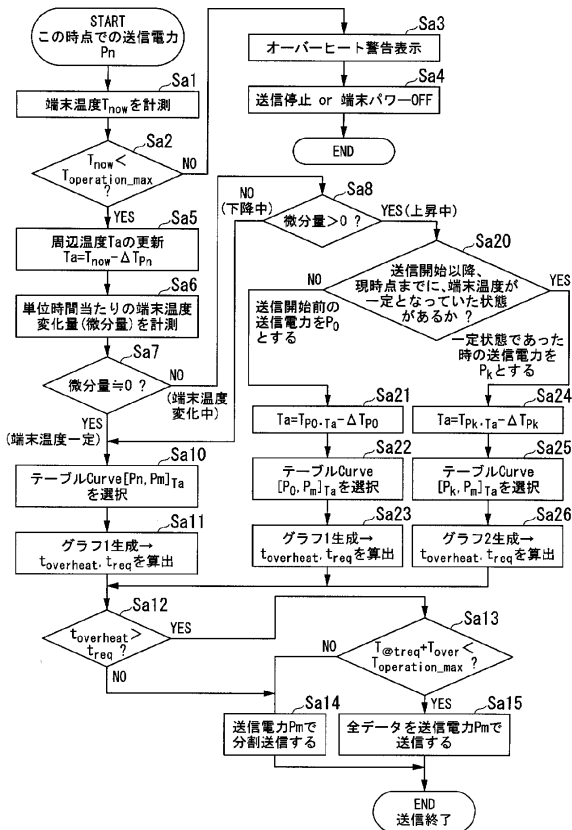 START
この時点での送信電力
Pn
Sa1
端末温度Tnowを計測
Sa2
Tnow<
Toperation_max
?
NO
YES
Sa3
オーバーヒート警告表示
Sa4
送信停止 or 端末パワーOFF
END
Sa5
周辺温度Taの更新
Ta=Tnow-ΔTPn
Sa6
単位時間当たりの端末温度
変化量(微分量)を計測
Sa7
微分量≒0 ?
NO
(端末温度
変化中)
YES
(端末温度一定)
Sa8
微分量>0 ?
NO
(下降中)
YES(上昇中)
Sa20
送信開始以降、
現時点までに、端末温度が
一定となっていた状態
があるか ?
NO
送信開始前の
送信電力をP0
とする
YES
一定状態であった
時の送信電力を
Pkとする
Sa21
Ta=TP0,Ta-ΔTP0
Sa24
Ta=TPk,Ta-ΔTPk
Sa22
テーブルCurve
[P0,Pm]Taを選択
Sa25
テーブルCurve
[Pk,Pm]Taを選択
Sa10
テーブルCurve[Pn,Pm]Ta
を選択
Sa11
グラフ1生成→
toverheat,treqを算出
Sa23
グラフ1生成→
toverheat,treqを算出
Sa26
グラフ2生成→
toverheat,treqを算出
Sa12
toverheat>
treq ?
YES
NO
Sa13
T@treq+Tover<
Toperation_max
?
NO
YES
Sa14
送信電力Pmで
分割送信する
Sa15
全データを送信電力Pmで
送信する
END
送信終了